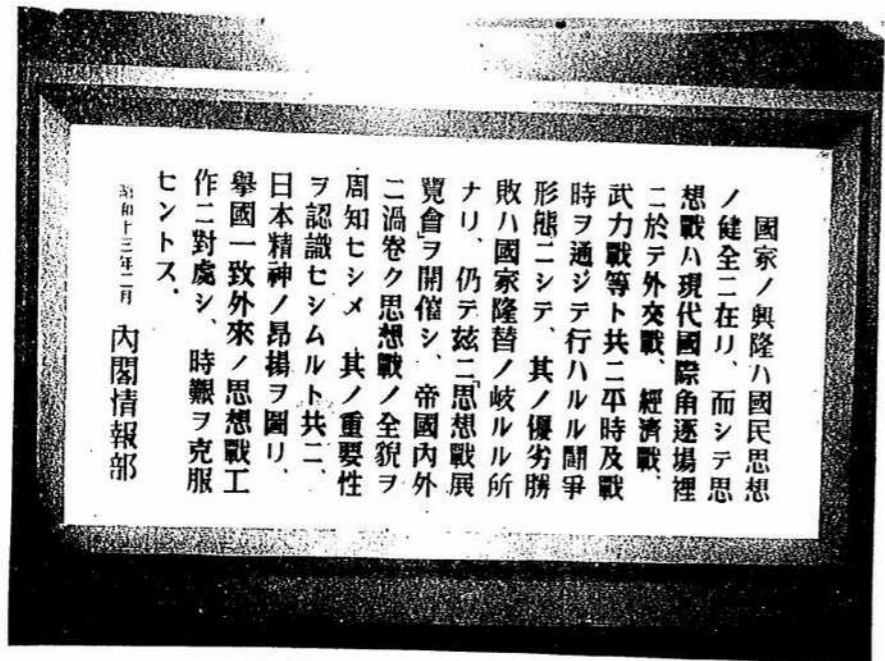 國家ノ興隆ハ國民思想
ノ健全ニ在リ、而シテ思
想戰ハ現代國際角逐場裡
ニ於テ外交戰、經濟戰、
武力戰等ト共ニ平時及戰
時ヲ通ジテ行ハルル鬪爭
形態ニシテ、其ノ優劣勝
敗ハ國家隆替ノ岐ルル所
ナリ、仍テ玆ニ「思想戰展
覽會」ヲ開催シ、帝國內外
ニ渦卷ク思想戰ノ全貌ヲ
周知セシメ 其ノ重要性
ヲ認識セシムルト共ニ、
日本精神ノ昂揚ヲ圖リ、
擧國一致外來ノ思想戰工
作ニ對處シ、時艱ヲ克服
セントス.
昭和十三年二月 內閣情報部